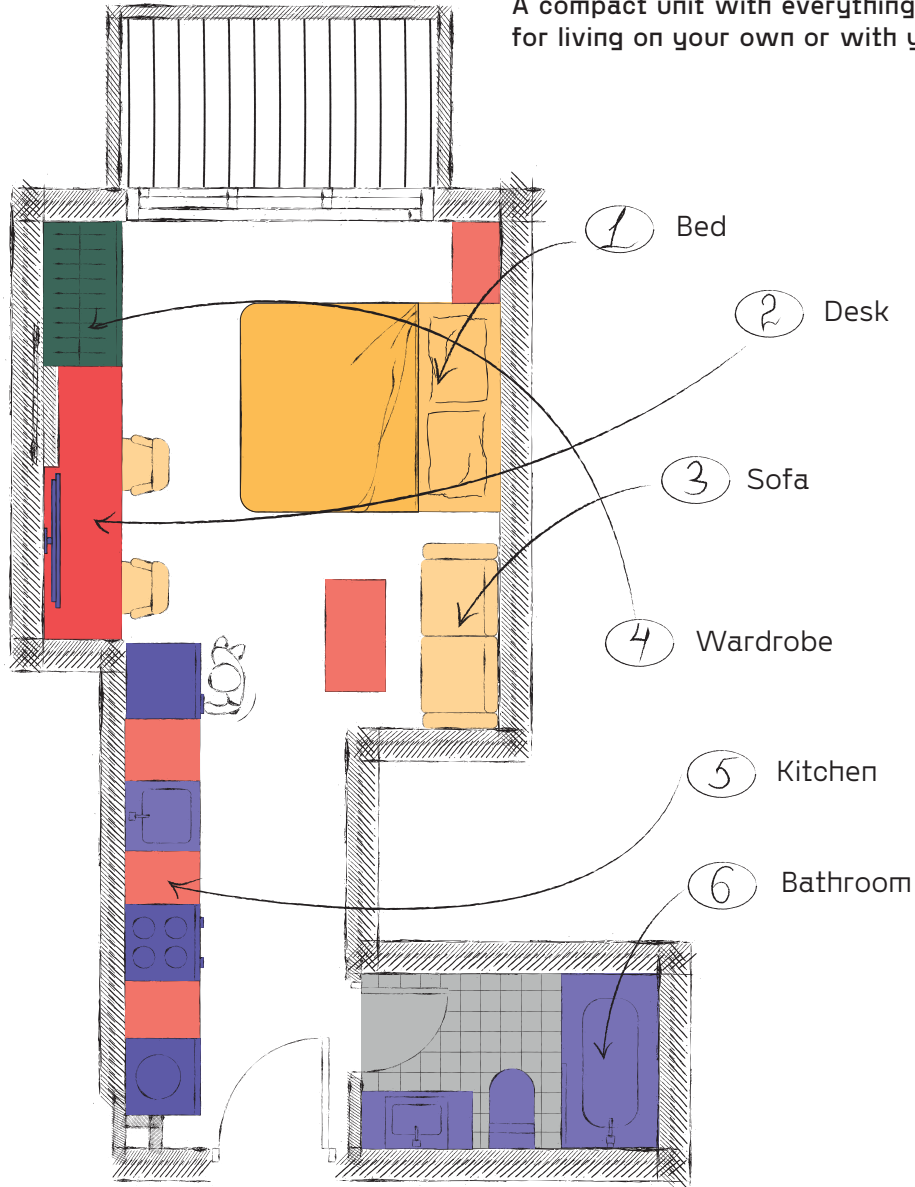 A compact unit with everything
for living on your own or with
1 Bed
2 Desk
3 Sofa
4 Wardrobe
5 Kitchen
6 Bathroom